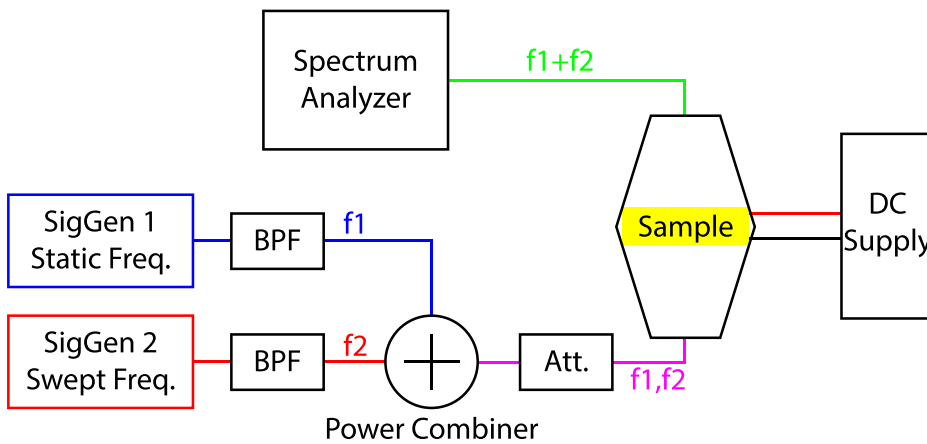 Spectrum
Analyzer
f1+f2
SigGen 1
Static Freq.
BPF
f1
Sample
DC
Supply
SigGen 2
Swept Freq.
BPF
f2
Att.
f1,f2
Power Combiner